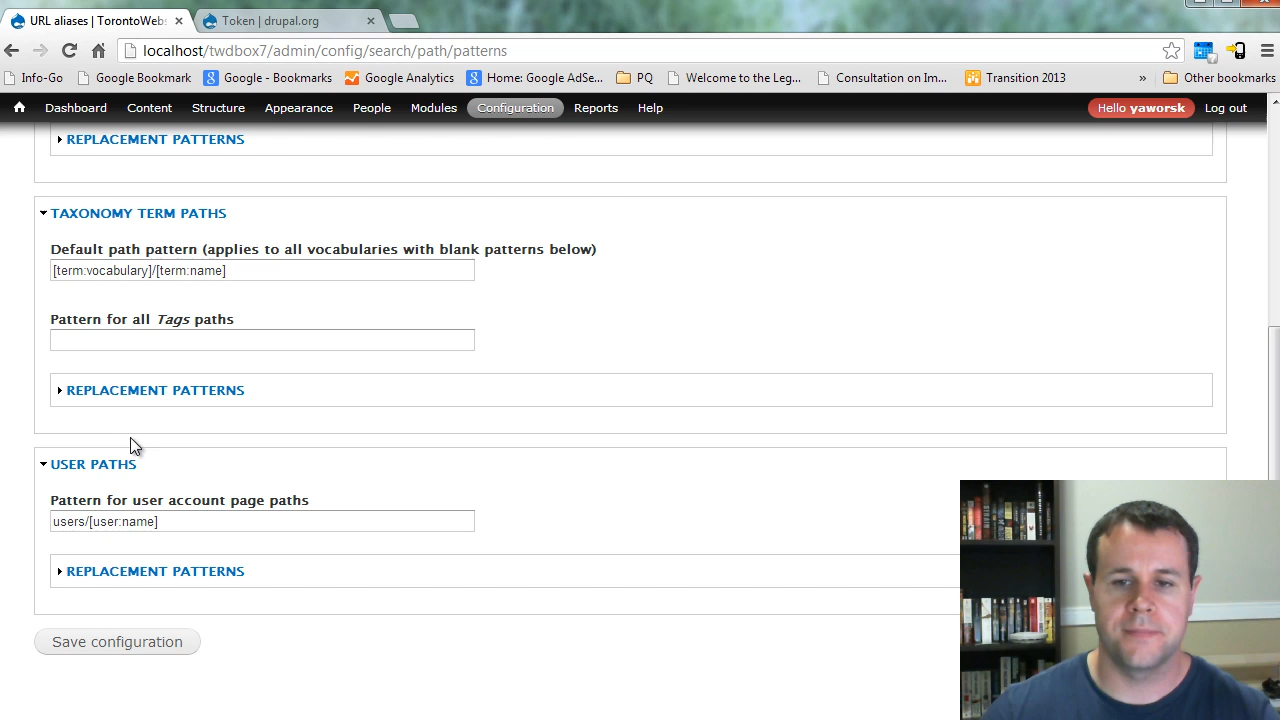 URL aliases | TorontoWebs
Token | drupal.org
localhost/twdbox7/admin/config/search/path/patterns
Info-Go
Google Bookmark
Google - Bookmarks
Google Analytics
Home: Google AdSe...
PQ
Welcome to the Leg...
Consultation on Im...
Transition 2013
»
Other bookmarks
Dashboard
Content
Structure
Appearance
People
Modules
Configuration
Reports
Help
Hello yaworsk
Log out
REPLACEMENT PATTERNS
TAXONOMY TERM PATHS
Default path pattern (applies to all vocabularies with blank patterns below)
[term:vocabulary]/[term:name]
Pattern for all Tags paths
REPLACEMENT PATTERNS
USER PATHS
Pattern for user account page paths
users/[user:name]
REPLACEMENT PATTERNS
Save configuration